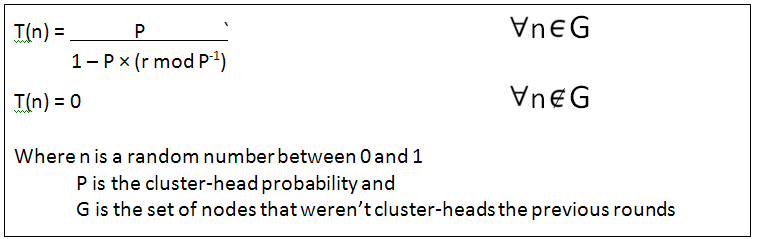 T(n) = P ` ∀n∈G
1 – P × (r mod P⁻¹)
T(n) = 0 ∀n∉G
Where n is a random number between 0 and 1
P is the cluster-head probability and
G is the set of nodes that weren't cluster-heads the previous rounds